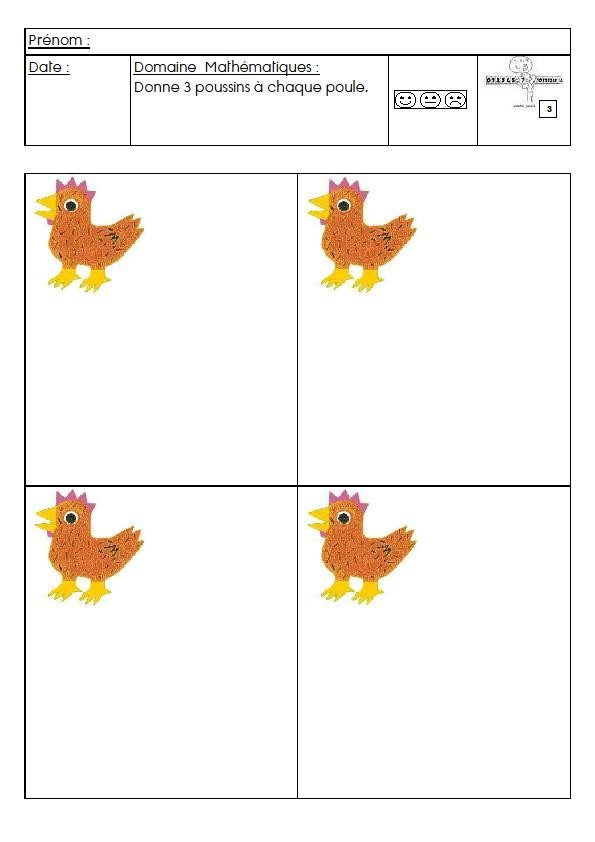 Prénom :
Date :
Domaine Mathématiques :
Donne 3 poussins à chaque poule.
3